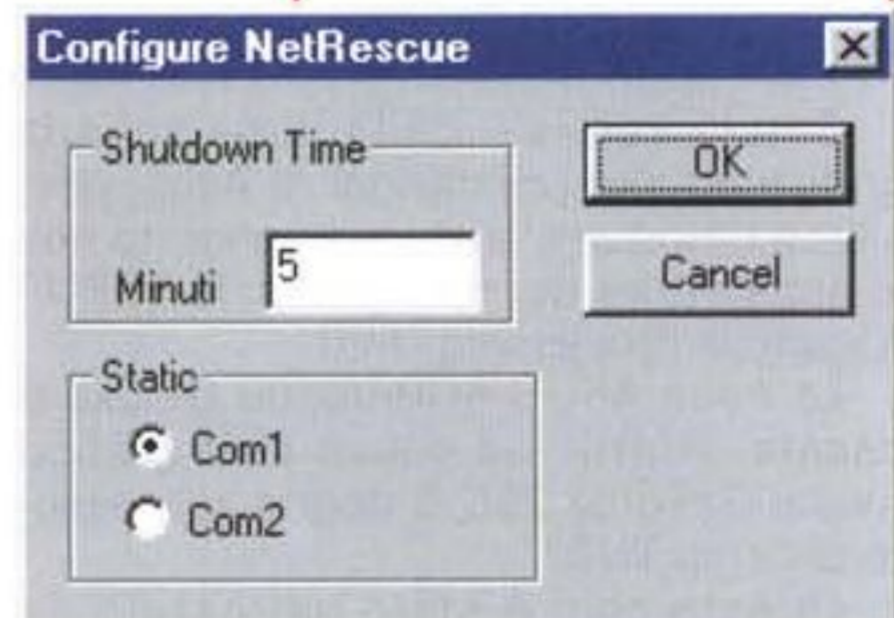 Configure NetRescue
Shutdown Time
Minuti 5
OK
Cancel
Static
Com1
Com2